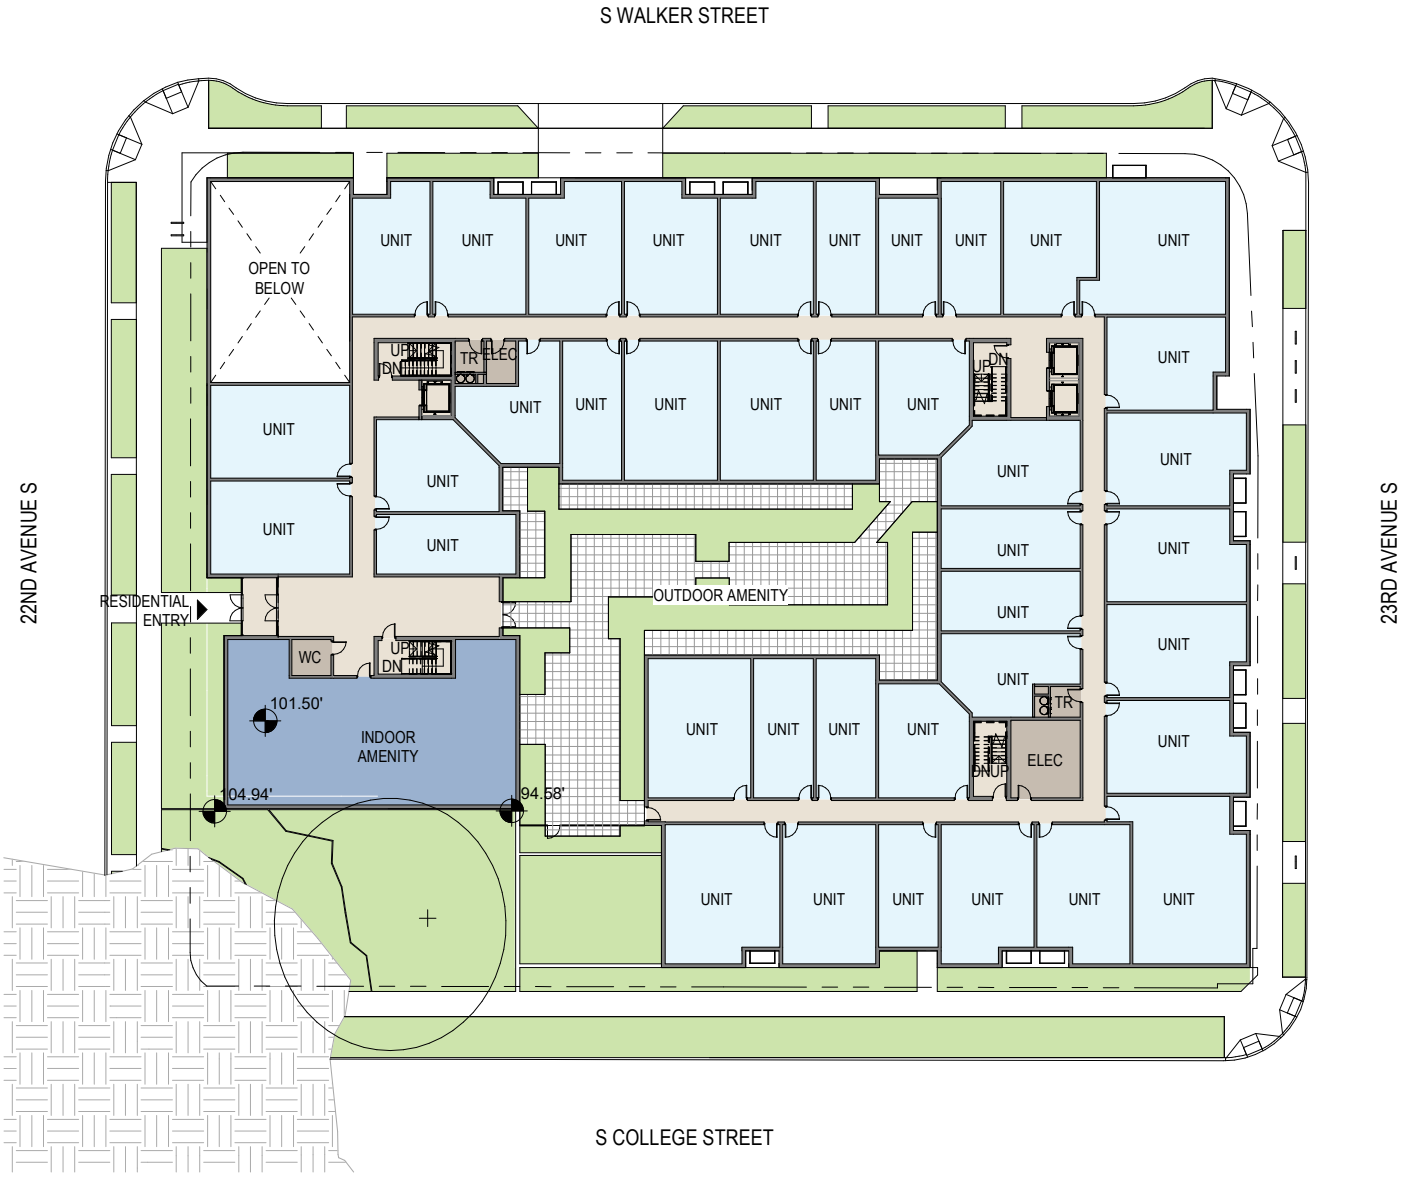 S WALKER STREET
UNIT UNIT UNIT UNIT UNIT UNIT UNIT UNIT UNIT UNIT
OPEN TO
BELOW
UP
DN
TR
ELEC
UP
DN
UNIT
UNIT UNIT UNIT UNIT UNIT UNIT
UNIT
UNIT
UNIT
UNIT
UNIT
UNIT
UNIT
UNIT
UNIT
22ND AVENUE S
23RD AVENUE S
RESIDENTIAL
ENTRY
OUTDOOR AMENITY
UNIT
UNIT
WC
UP
DN
UNIT
TR
101.50'
INDOOR
AMENITY
UNIT UNIT UNIT UNIT
UNIT
ELEC
DN
UP
104.94'
94.58'
UNIT UNIT UNIT UNIT UNIT UNIT
S COLLEGE STREET